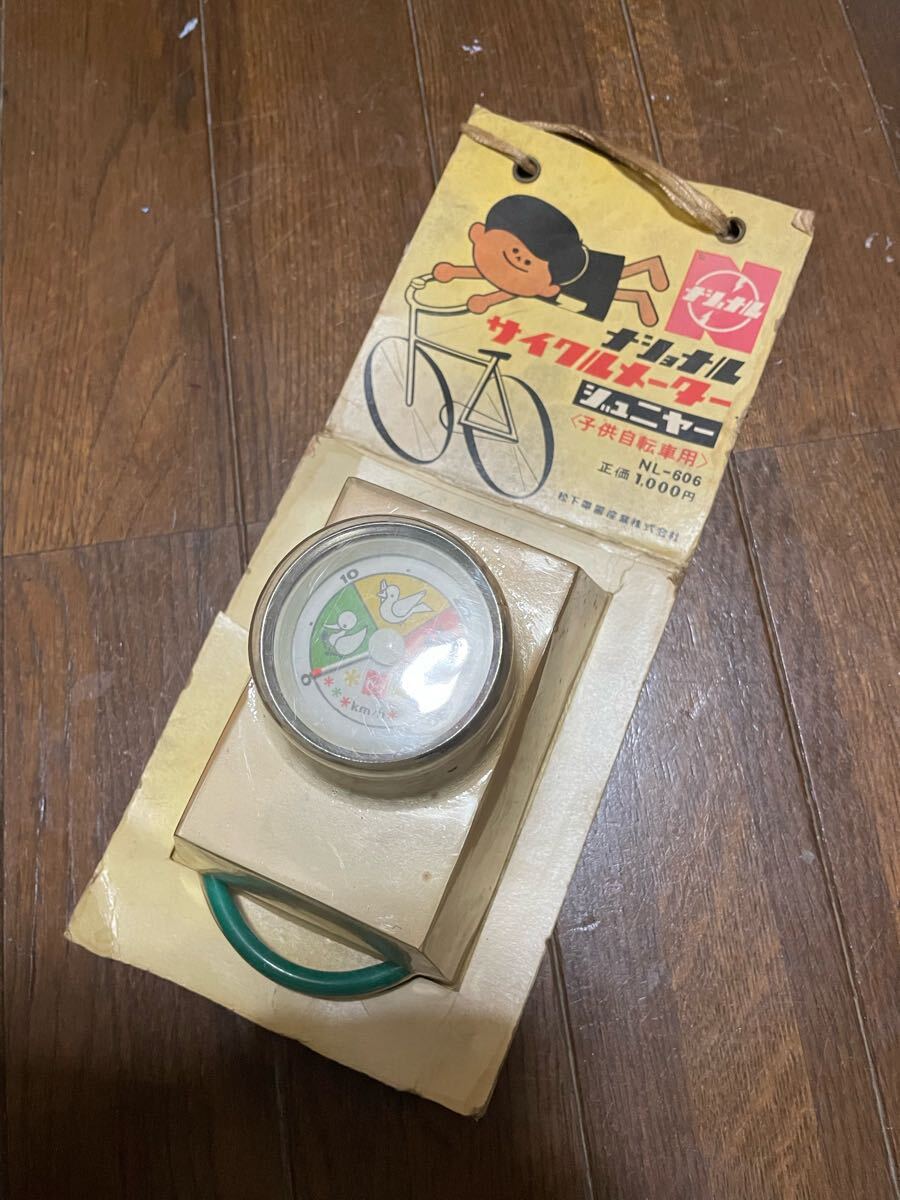 ナショナル
ナショナル
サイクルメーター
ジュニヤー
〈子供自転車用〉
NL-606
正価 1,000円
松下電器産業株式会社
10
0
km/h